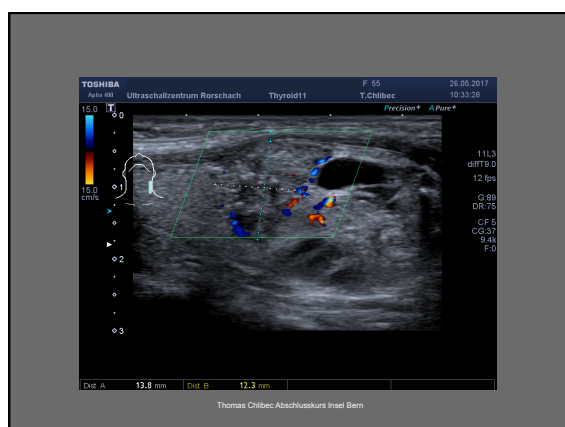 TOSHIBA F 55 26.05.2017
Aplio 400 Ultraschallzentrum Rorschach Thyroid11 T.Chlibec 10:33:28
Precision+ A Pure+
15.0
T
0
11L3
diffT9.0
12 fps
1
15.0
cm/s
G:89
DR:75
CF 5
CG:37
9.4k
F:0
2
3
Dist A 13.8 mm Dist B 12.3 mm
Thomas Chlibec Abschlusskurs Insel Bern